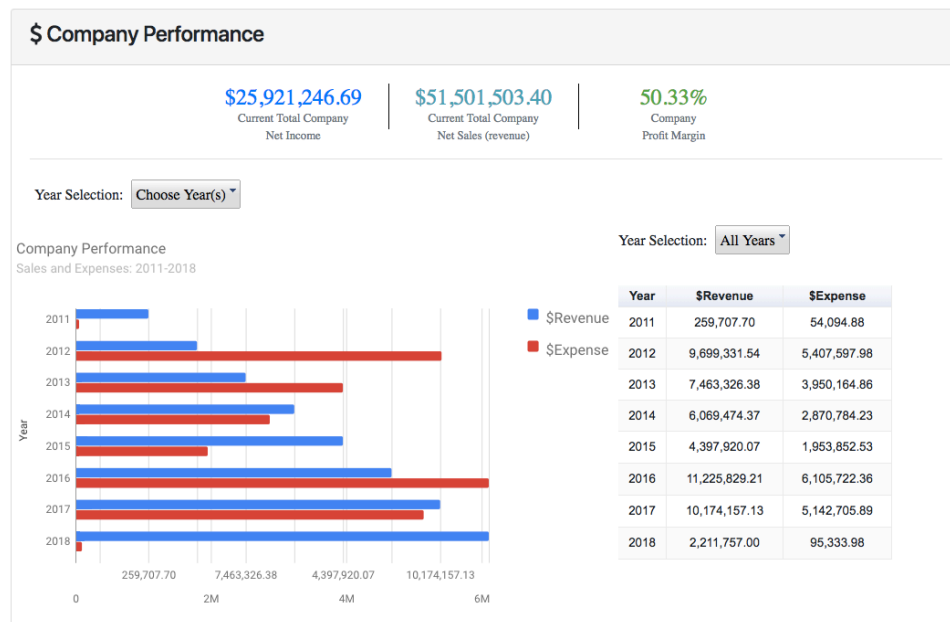 $ Company Performance
$25,921,246.69
Current Total Company
Net Income
$51,501,503.40
Current Total Company
Net Sales (revenue)
50.33%
Company
Profit Margin
Year Selection: Choose Year(s)
Company Performance
Sales and Expenses: 2011-2018
Year
2011
2012
2013
2014
2015
2016
2017
2018
259,707.70 7,463,326.38 4,397,920.07 10,174,157.13
0 2M 4M 6M
$Revenue
$Expense
Year Selection: All Years
Year $Revenue $Expense
2011 259,707.70 54,094.88
2012 9,699,331.54 5,407,597.98
2013 7,463,326.38 3,950,164.86
2014 6,069,474.37 2,870,784.23
2015 4,397,920.07 1,953,852.53
2016 11,225,829.21 6,105,722.36
2017 10,174,157.13 5,142,705.89
2018 2,211,757.00 95,333.98